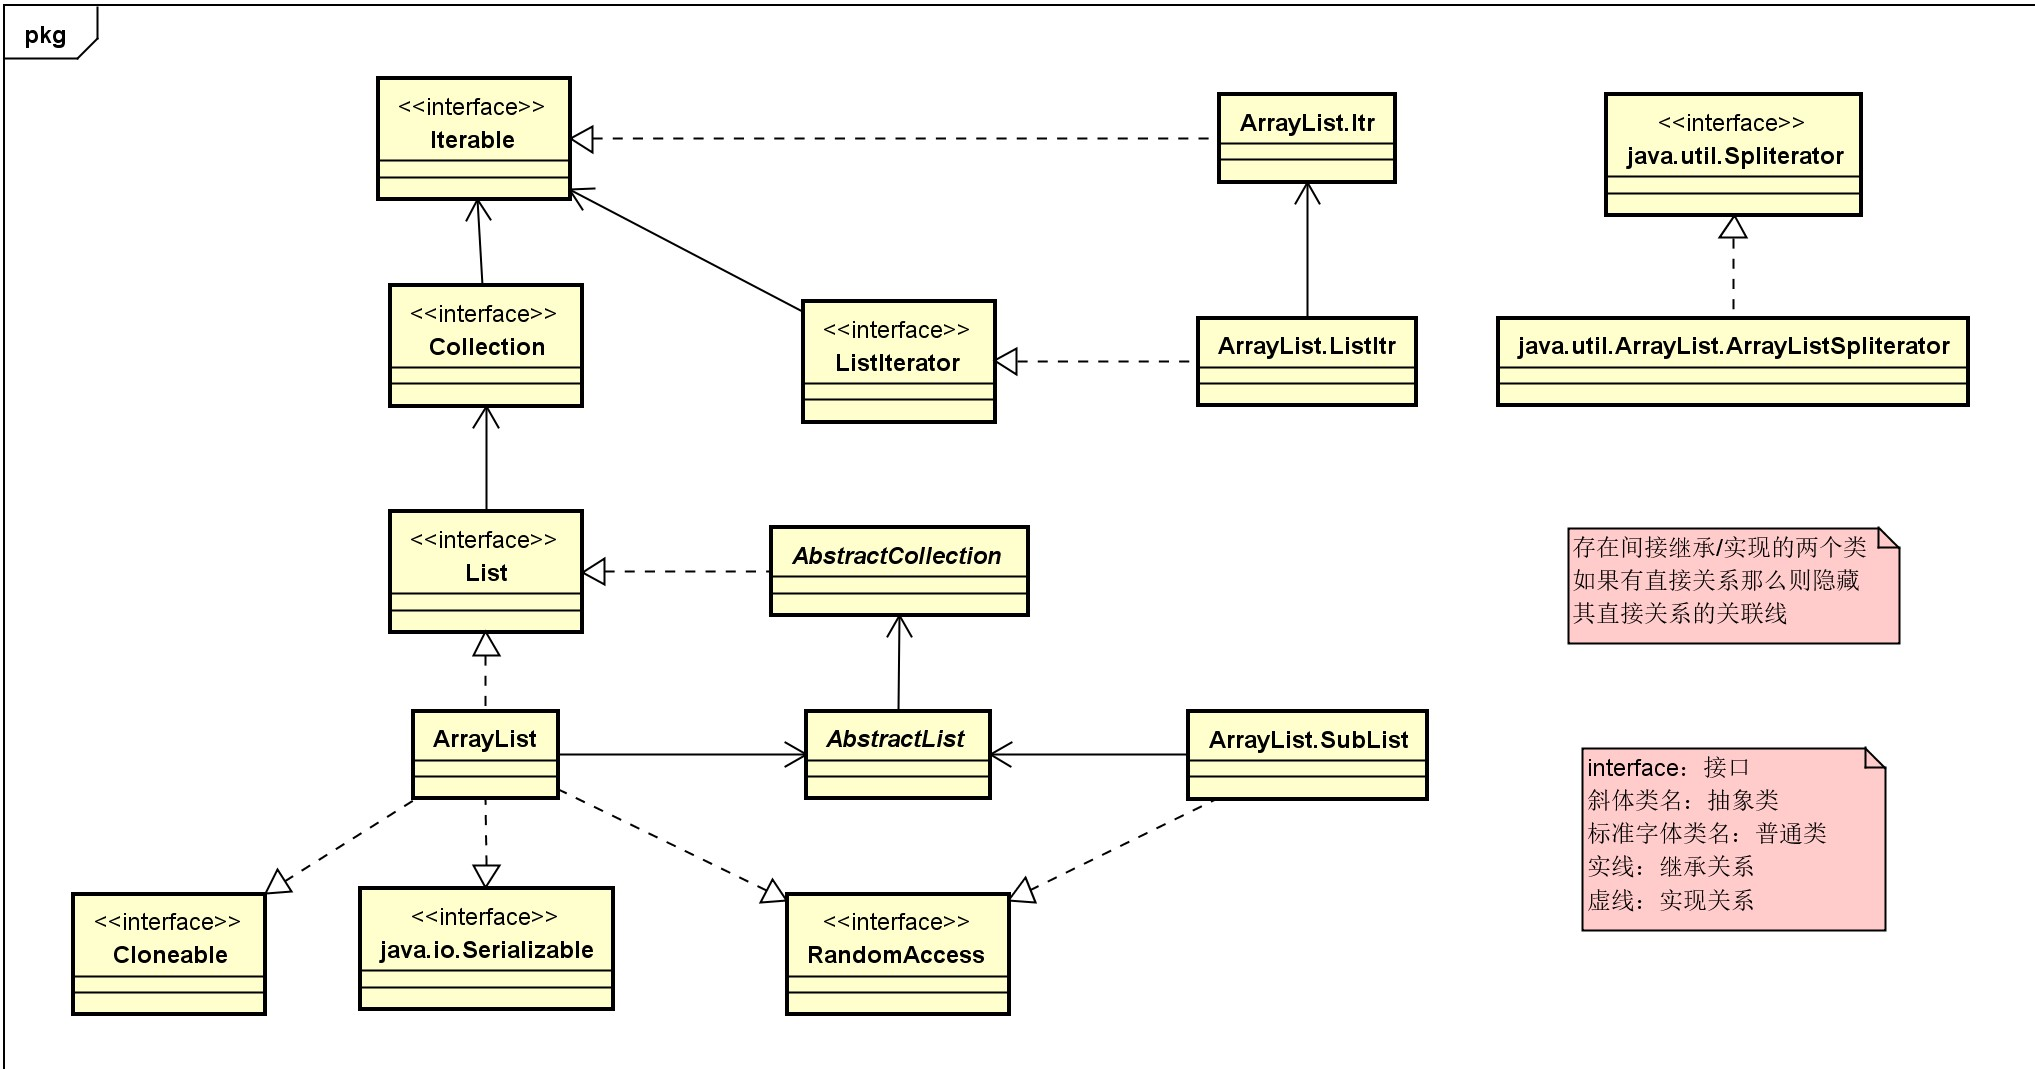 pkg
<<interface>>
Iterable
ArrayList.Itr
<<interface>>
java.util.Spliterator
<<interface>>
Collection
<<interface>>
ListIterator
ArrayList.ListItr
java.util.ArrayList.ArrayListSpliterator
<<interface>>
List
AbstractCollection
存在间接继承/实现的两个类
如果有直接关系那么则隐藏
其直接关系的关联线
ArrayList
AbstractList
ArrayList.SubList
interface：接口
斜体类名：抽象类
标准字体类名：普通类
实线：继承关系
虚线：实现关系
<<interface>>
Cloneable
<<interface>>
java.io.Serializable
<<interface>>
RandomAccess